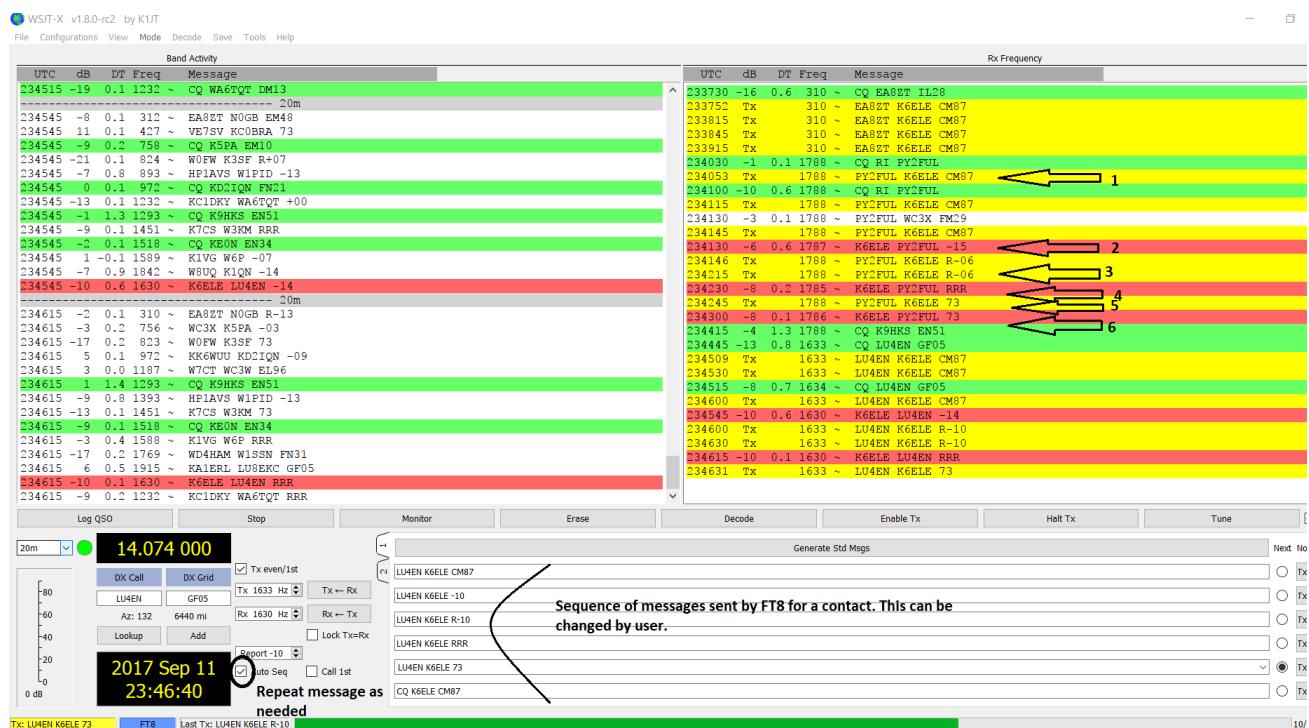 WSJT-X v1.8.0-rc2 by K1JT
File Configurations View Mode Decode Save Tools Help
Band Activity
UTC dB DT Freq Message
234515 -19 0.1 1232 ~ CQ WA6TQT DM13
------------------------------------ 20m
234545 -8 0.1 312 ~ EA8ZT N0GB EM48
234545 11 0.1 427 ~ VE7SV KC0BRA 73
234545 -9 0.2 758 ~ CQ K5PA EM10
234545 -21 0.1 824 ~ W0FW K3SF R+07
234545 -7 0.8 893 ~ HP1AVS W1PID -13
234545 0 0.1 972 ~ CQ KD2IQN FN21
234545 -13 0.1 1232 ~ KC1DKY WA6TQT +00
234545 -1 1.3 1293 ~ CQ K9HKS EN51
234545 -9 0.1 1451 ~ K7CS W3KM RRR
234545 -2 0.1 1518 ~ CQ KE0N EN34
234545 1 -0.1 1589 ~ K1VG W6P -07
234545 -7 0.9 1842 ~ W8UQ K1QN -14
234545 -10 0.6 1630 ~ K6ELE LU4EN -14
------------------------------------ 20m
234615 -2 0.1 310 ~ EA8ZT N0GB R-13
234615 -3 0.2 756 ~ WC3X K5PA -03
234615 -17 0.2 823 ~ W0FW K3SF 73
234615 5 0.1 972 ~ KK6WUU KD2IQN -09
234615 3 0.0 1187 ~ W7CT WC3W EL96
234615 1 1.4 1293 ~ CQ K9HKS EN51
234615 -9 0.8 1393 ~ HP1AVS W1PID -13
234615 -13 0.1 1451 ~ K7CS W3KM 73
234615 -9 0.1 1518 ~ CQ KE0N EN34
234615 -3 0.4 1588 ~ K1VG W6P RRR
234615 -17 0.2 1769 ~ WD4HAM W1SSN FN31
234615 6 0.5 1915 ~ KA1ERL LU8EKC GF05
234615 -10 0.1 1630 ~ K6ELE LU4EN RRR
234615 -9 0.2 1232 ~ KC1DKY WA6TQT RRR
Rx Frequency
UTC dB DT Freq Message
233730 -16 0.6 310 ~ CQ EA8ZT IL28
233752 Tx 310 ~ EA8ZT K6ELE CM87
233815 Tx 310 ~ EA8ZT K6ELE CM87
233845 Tx 310 ~ EA8ZT K6ELE CM87
233915 Tx 310 ~ EA8ZT K6ELE CM87
234030 -1 0.1 1788 ~ CQ RI PY2FUL
234053 Tx 1788 ~ PY2FUL K6ELE CM87 1
234100 -10 0.6 1788 ~ CQ RI PY2FUL
234115 Tx 1788 ~ PY2FUL K6ELE CM87
234130 -3 0.1 1788 ~ PY2FUL WC3X FM29
234145 Tx 1788 ~ PY2FUL K6ELE CM87
234130 -6 0.6 1787 ~ K6ELE PY2FUL -15 2
234146 Tx 1788 ~ PY2FUL K6ELE R-06
234215 Tx 1788 ~ PY2FUL K6ELE R-06 3
234230 -8 0.2 1785 ~ K6ELE PY2FUL RRR 4
234245 Tx 1788 ~ PY2FUL K6ELE 73 5
234300 -8 0.1 1786 ~ K6ELE PY2FUL 73
234415 -4 1.3 1788 ~ CQ K9HKS EN51 6
234445 -13 0.8 1633 ~ CQ LU4EN GF05
234509 Tx 1633 ~ LU4EN K6ELE CM87
234530 Tx 1633 ~ LU4EN K6ELE CM87
234515 -8 0.7 1634 ~ CQ LU4EN GF05
234600 Tx 1633 ~ LU4EN K6ELE CM87
234545 -10 0.6 1630 ~ K6ELE LU4EN -14
234600 Tx 1633 ~ LU4EN K6ELE R-10
234630 Tx 1633 ~ LU4EN K6ELE R-10
234615 -10 0.1 1630 ~ K6ELE LU4EN RRR
234631 Tx 1633 ~ LU4EN K6ELE 73
Log QSO Stop Monitor Erase Decode Enable Tx Halt Tx Tune
20m 14.074 000
DX Call DX Grid
LU4EN GF05
Az: 132 6440 mi
Lookup Add
-80
-60
-40
-20
0
0 dB
2017 Sep 11
23:46:40
Tx even/1st
Tx 1633 Hz Tx ← Rx
Rx 1630 Hz Rx ← Tx
Lock Tx=Rx
Report -10
Auto Seq Call 1st
Repeat message as
needed
1
2
Generate Std Msgs Next No
LU4EN K6ELE CM87 Tx
LU4EN K6ELE -10 Tx
LU4EN K6ELE R-10 Tx
LU4EN K6ELE RRR Tx
LU4EN K6ELE 73 Tx
CQ K6ELE CM87 Tx
Sequence of messages sent by FT8 for a contact. This can be
changed by user.
Tx: LU4EN K6ELE 73 FT8 Last Tx: LU4EN K6ELE R-10 10/